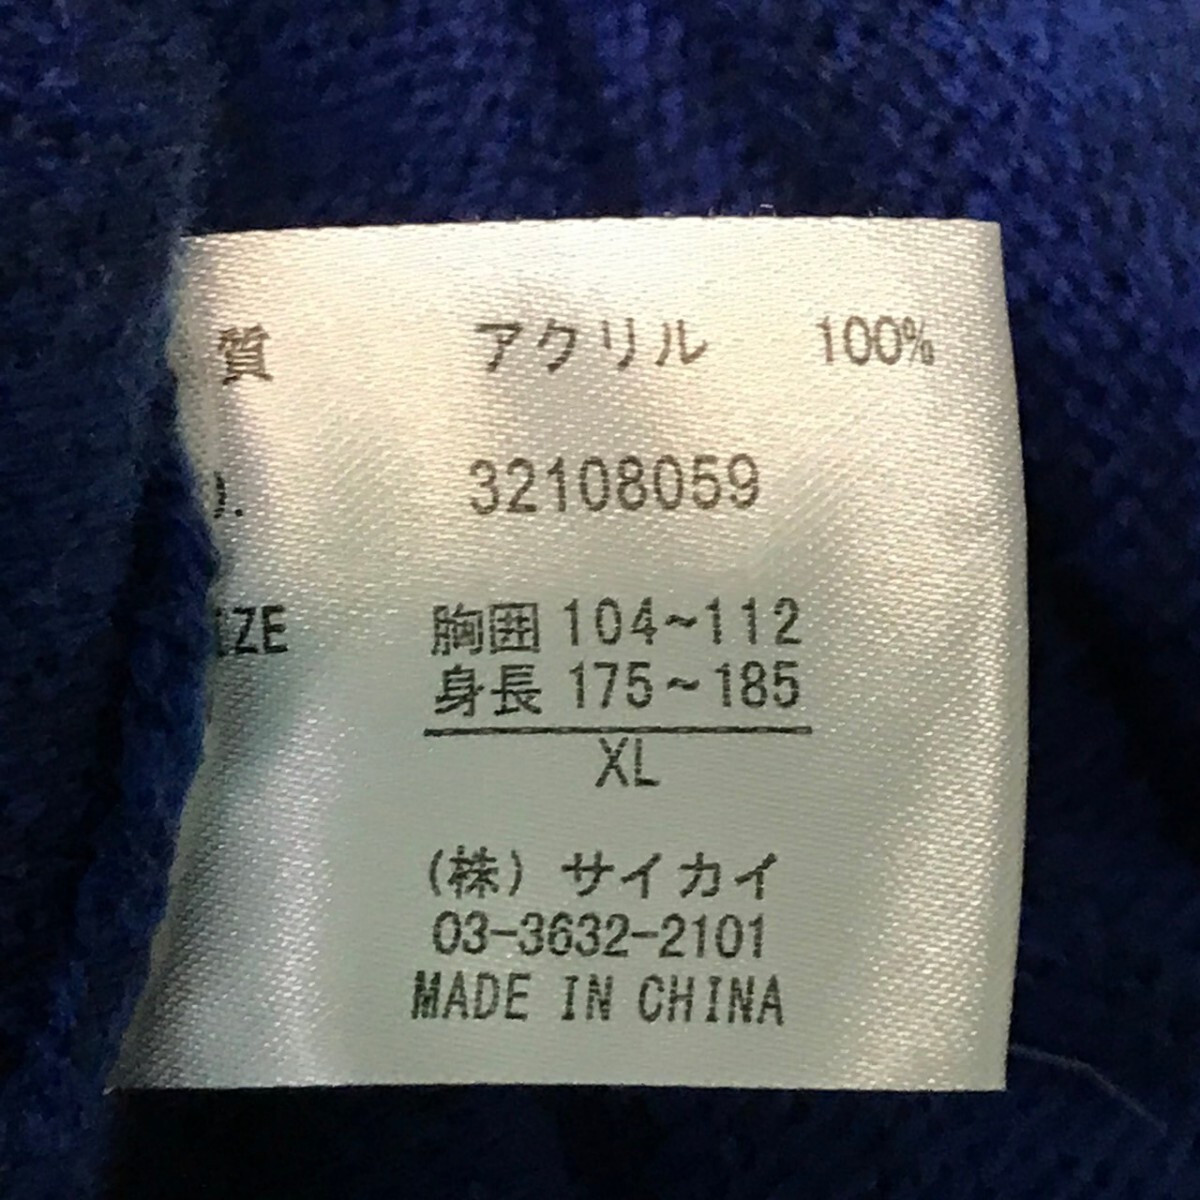 質 アクリル 100%
32108059
IZE 胸囲 104~112
身長 175~185
XL
(株) サイカイ
03-3632-2101
MADE IN CHINA